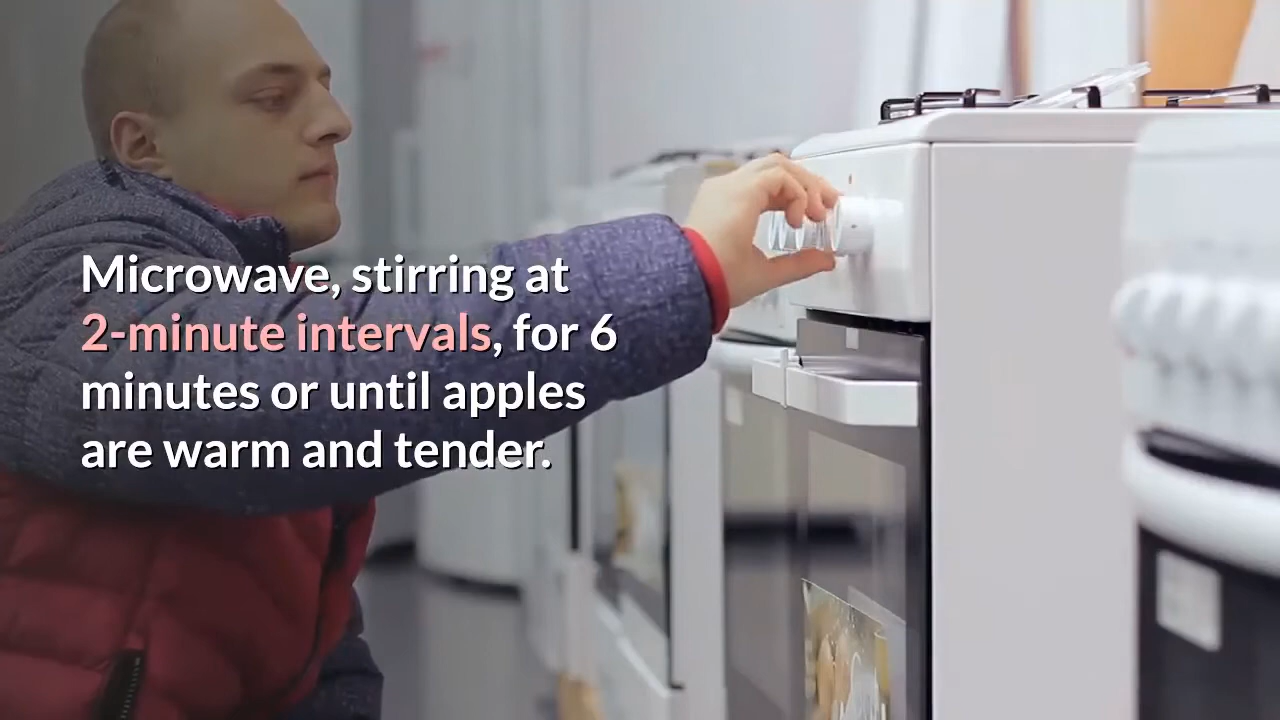 Microwave, stirring at
2-minute intervals, for 6
minutes or until apples
are warm and tender.